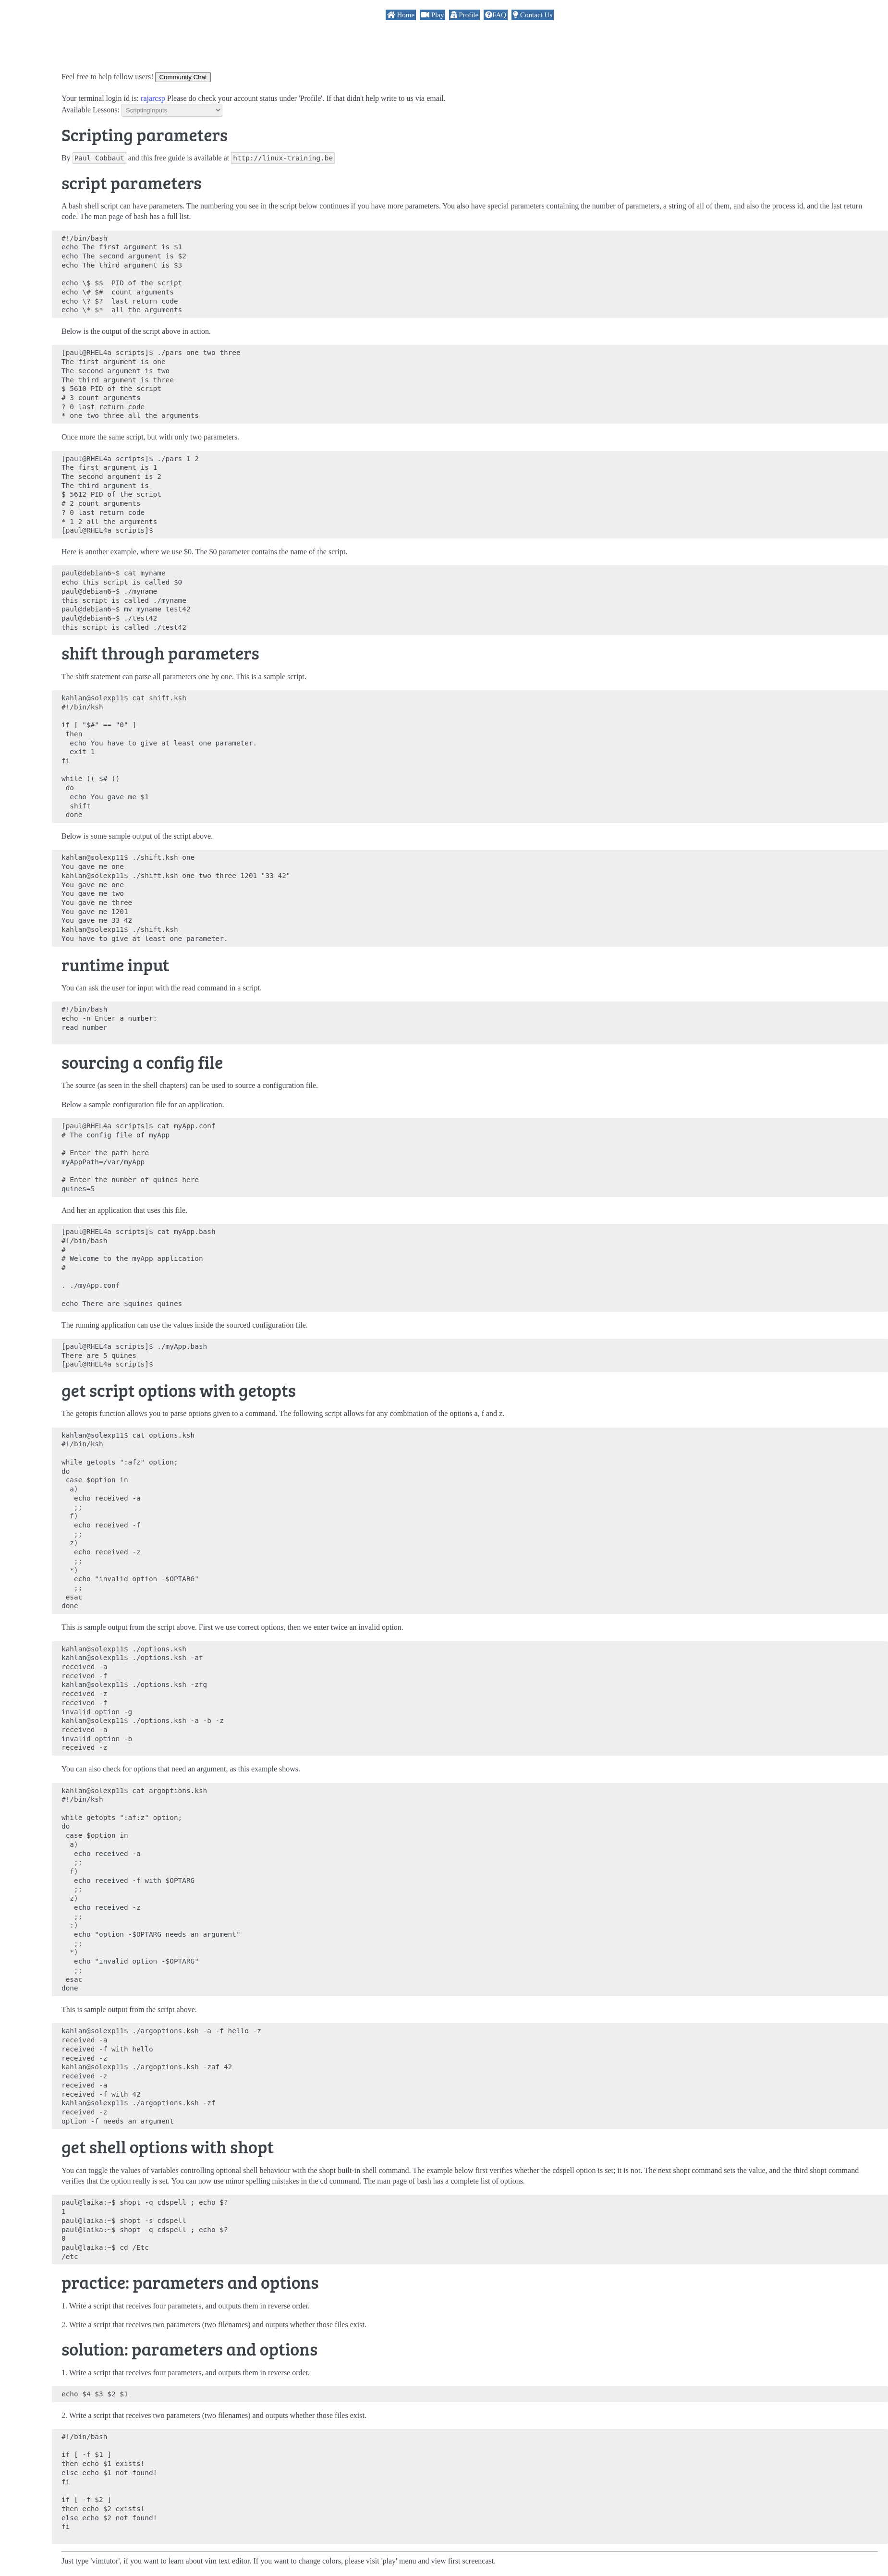 Home Play Profile FAQ Contact Us
Feel free to help fellow users! Community Chat
Your terminal login id is: rajarcsp Please do check your account status under 'Profile'. If that didn't help write to us via email.
Available Lessons: ScriptingInputs
Scripting parameters
By Paul Cobbaut and this free guide is available at http://linux-training.be
script parameters
A bash shell script can have parameters. The numbering you see in the script below continues if you have more parameters. You also have special parameters containing the number of parameters, a string of all of them, and also the process id, and the last return
code. The man page of bash has a full list.
#!/bin/bash
echo The first argument is $1
echo The second argument is $2
echo The third argument is $3
echo \$ $$  PID of the script
echo \# $#  count arguments
echo \? $?  last return code
echo \* $*  all the arguments
Below is the output of the script above in action.
[paul@RHEL4a scripts]$ ./pars one two three
The first argument is one
The second argument is two
The third argument is three
$ 5610 PID of the script
# 3 count arguments
? 0 last return code
* one two three all the arguments
Once more the same script, but with only two parameters.
[paul@RHEL4a scripts]$ ./pars 1 2
The first argument is 1
The second argument is 2
The third argument is
$ 5612 PID of the script
# 2 count arguments
? 0 last return code
* 1 2 all the arguments
[paul@RHEL4a scripts]$
Here is another example, where we use $0. The $0 parameter contains the name of the script.
paul@debian6~$ cat myname
echo this script is called $0
paul@debian6~$ ./myname
this script is called ./myname
paul@debian6~$ mv myname test42
paul@debian6~$ ./test42
this script is called ./test42
shift through parameters
The shift statement can parse all parameters one by one. This is a sample script.
kahlan@solexp11$ cat shift.ksh
#!/bin/ksh
if [ "$#" == "0" ]
 then
  echo You have to give at least one parameter.
  exit 1
fi
while (( $# ))
 do
  echo You gave me $1
  shift
 done
Below is some sample output of the script above.
kahlan@solexp11$ ./shift.ksh one
You gave me one
kahlan@solexp11$ ./shift.ksh one two three 1201 "33 42"
You gave me one
You gave me two
You gave me three
You gave me 1201
You gave me 33 42
kahlan@solexp11$ ./shift.ksh
You have to give at least one parameter.
runtime input
You can ask the user for input with the read command in a script.
#!/bin/bash
echo -n Enter a number:
read number
sourcing a config file
The source (as seen in the shell chapters) can be used to source a configuration file.
Below a sample configuration file for an application.
[paul@RHEL4a scripts]$ cat myApp.conf
# The config file of myApp
# Enter the path here
myAppPath=/var/myApp
# Enter the number of quines here
quines=5
And her an application that uses this file.
[paul@RHEL4a scripts]$ cat myApp.bash
#!/bin/bash
#
# Welcome to the myApp application
#
. ./myApp.conf
echo There are $quines quines
The running application can use the values inside the sourced configuration file.
[paul@RHEL4a scripts]$ ./myApp.bash
There are 5 quines
[paul@RHEL4a scripts]$
get script options with getopts
The getopts function allows you to parse options given to a command. The following script allows for any combination of the options a, f and z.
kahlan@solexp11$ cat options.ksh
#!/bin/ksh
while getopts ":afz" option;
do
 case $option in
  a)
   echo received -a
   ;;
  f)
   echo received -f
   ;;
  z)
   echo received -z
   ;;
  *)
   echo "invalid option -$OPTARG"
   ;;
 esac
done
This is sample output from the script above. First we use correct options, then we enter twice an invalid option.
kahlan@solexp11$ ./options.ksh
kahlan@solexp11$ ./options.ksh -af
received -a
received -f
kahlan@solexp11$ ./options.ksh -zfg
received -z
received -f
invalid option -g
kahlan@solexp11$ ./options.ksh -a -b -z
received -a
invalid option -b
received -z
You can also check for options that need an argument, as this example shows.
kahlan@solexp11$ cat argoptions.ksh
#!/bin/ksh
while getopts ":af:z" option;
do
 case $option in
  a)
   echo received -a
   ;;
  f)
   echo received -f with $OPTARG
   ;;
  z)
   echo received -z
   ;;
  :)
   echo "option -$OPTARG needs an argument"
   ;;
  *)
   echo "invalid option -$OPTARG"
   ;;
 esac
done
This is sample output from the script above.
kahlan@solexp11$ ./argoptions.ksh -a -f hello -z
received -a
received -f with hello
received -z
kahlan@solexp11$ ./argoptions.ksh -zaf 42
received -z
received -a
received -f with 42
kahlan@solexp11$ ./argoptions.ksh -zf
received -z
option -f needs an argument
get shell options with shopt
You can toggle the values of variables controlling optional shell behaviour with the shopt built-in shell command. The example below first verifies whether the cdspell option is set; it is not. The next shopt command sets the value, and the third shopt command
verifies that the option really is set. You can now use minor spelling mistakes in the cd command. The man page of bash has a complete list of options.
paul@laika:~$ shopt -q cdspell ; echo $?
1
paul@laika:~$ shopt -s cdspell
paul@laika:~$ shopt -q cdspell ; echo $?
0
paul@laika:~$ cd /Etc
/etc
practice: parameters and options
1. Write a script that receives four parameters, and outputs them in reverse order.
2. Write a script that receives two parameters (two filenames) and outputs whether those files exist.
solution: parameters and options
1. Write a script that receives four parameters, and outputs them in reverse order.
echo $4 $3 $2 $1
2. Write a script that receives two parameters (two filenames) and outputs whether those files exist.
#!/bin/bash
if [ -f $1 ]
then echo $1 exists!
else echo $1 not found!
fi
if [ -f $2 ]
then echo $2 exists!
else echo $2 not found!
fi
Just type 'vimtutor', if you want to learn about vim text editor. If you want to change colors, please visit 'play' menu and view first screencast.